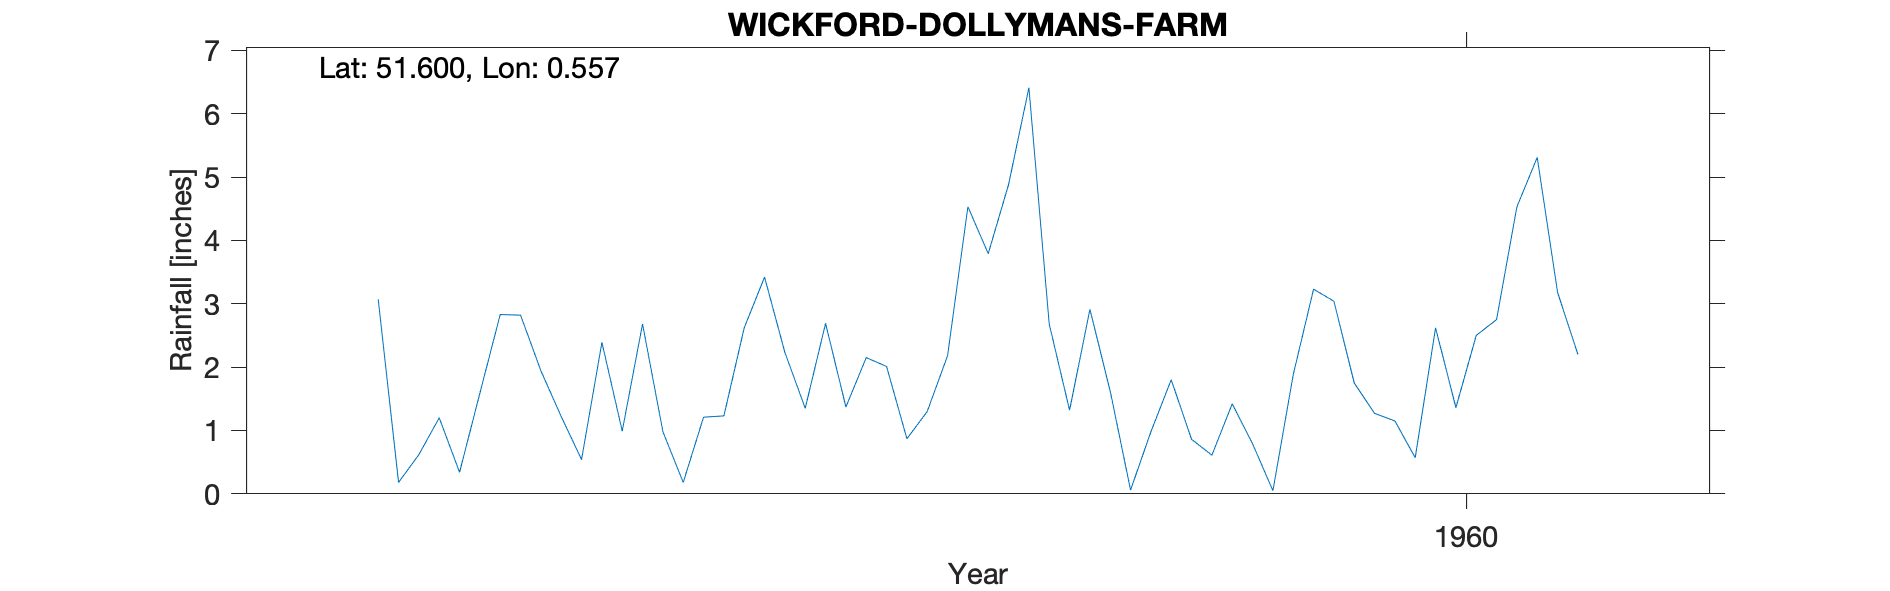 WICKFORD-DOLLYMANS-FARM
Lat: 51.600, Lon: 0.557
7
6
5
4
3
2
1
0
Rainfall [inches]
1960
Year